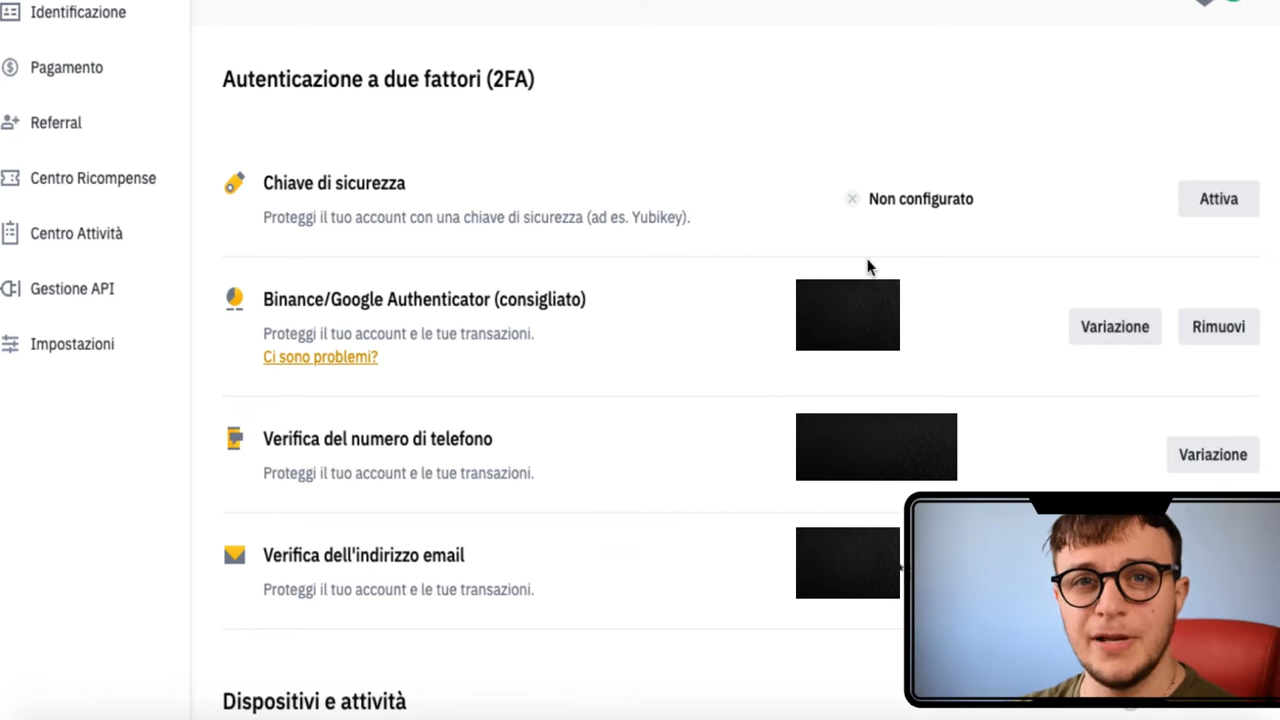 Identificazione
Pagamento
Referral
Centro Ricompense
Centro Attività
Gestione API
Impostazioni
Autenticazione a due fattori (2FA)
Chiave di sicurezza
Proteggi il tuo account con una chiave di sicurezza (ad es. Yubikey).
Non configurato
Attiva
Binance/Google Authenticator (consigliato)
Proteggi il tuo account e le tue transazioni.
Ci sono problemi?
Variazione
Rimuovi
Verifica del numero di telefono
Proteggi il tuo account e le tue transazioni.
Variazione
Verifica dell'indirizzo email
Proteggi il tuo account e le tue transazioni.
Dispositivi e attività